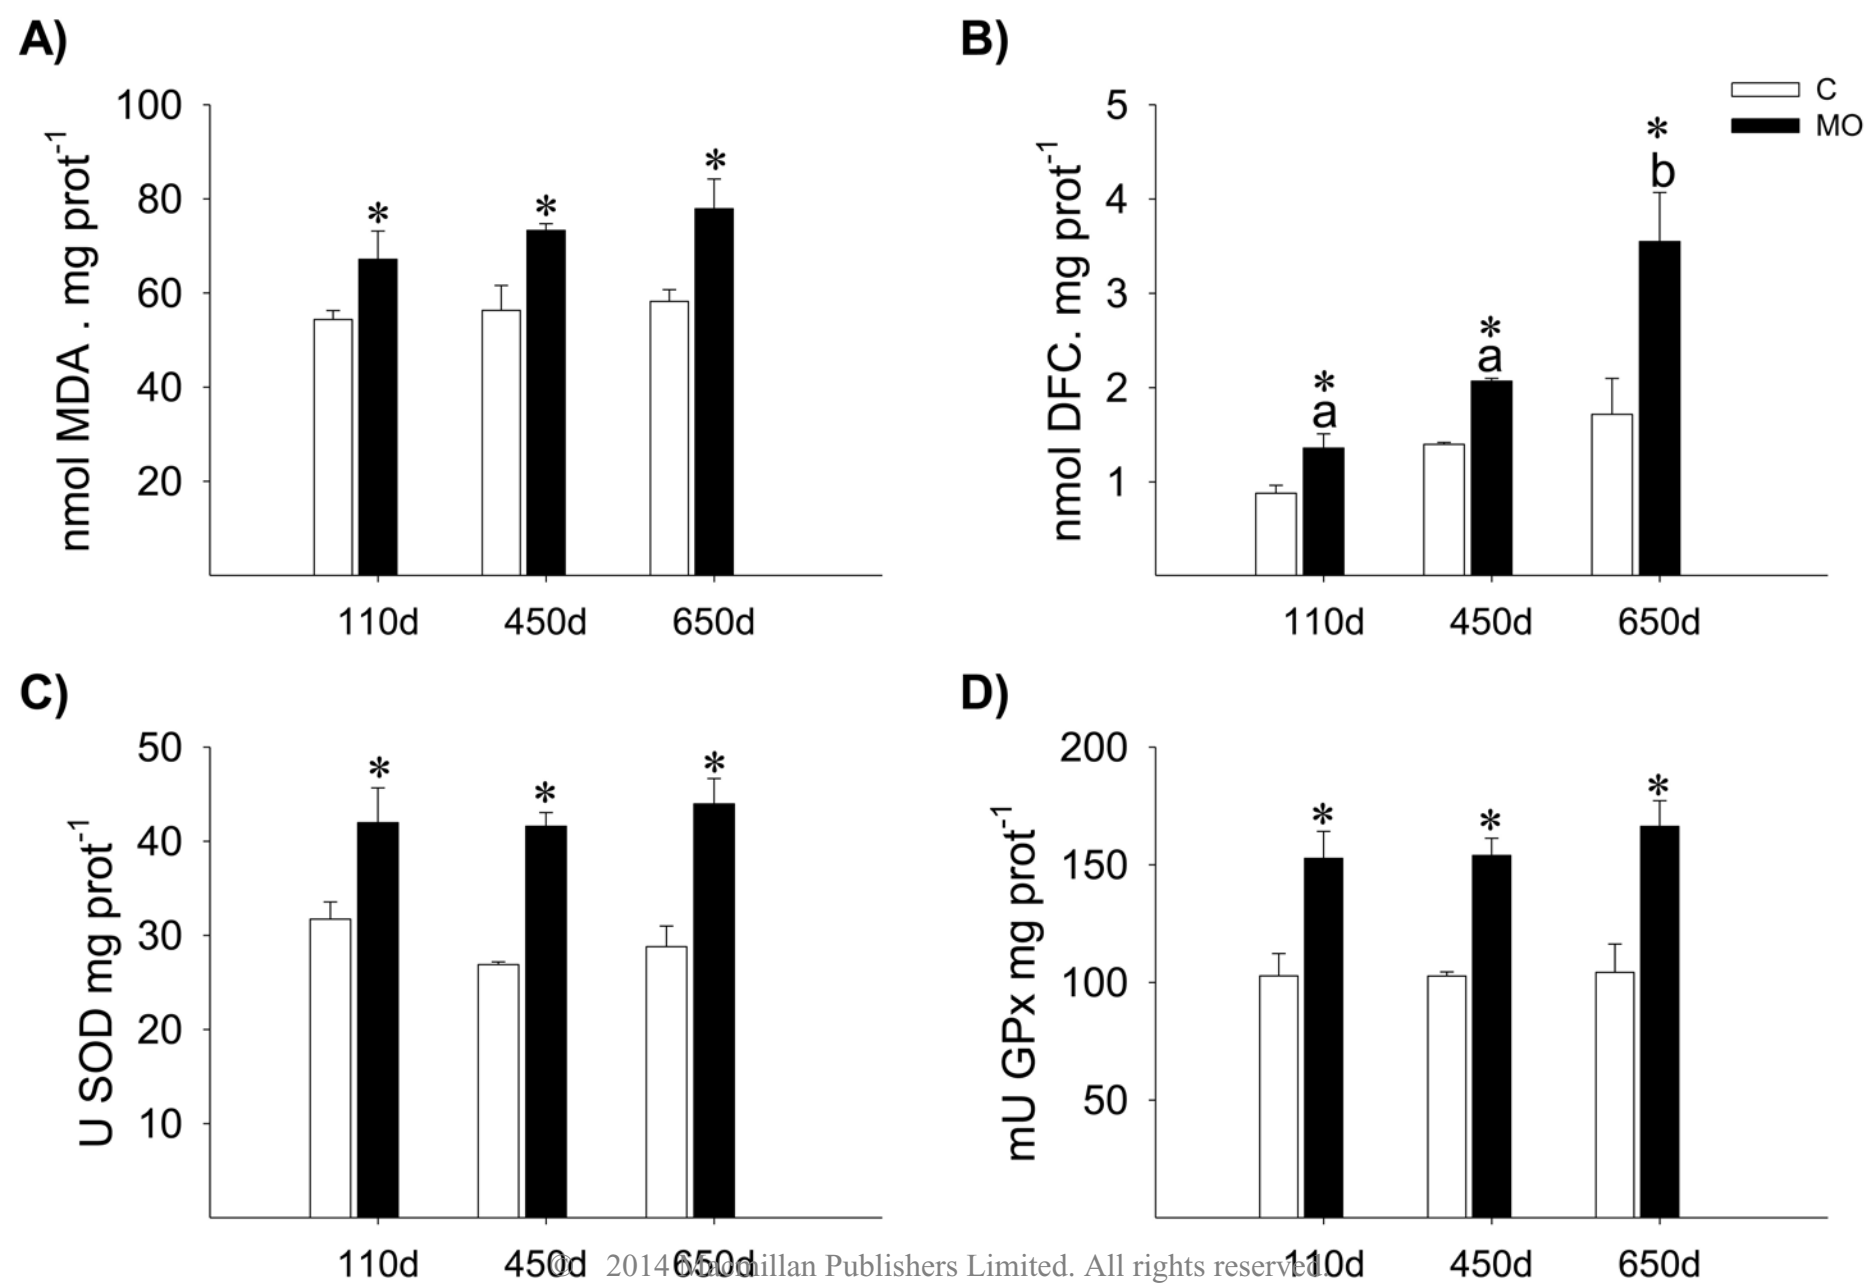 A)
B)
C
MO
nmol MDA . mg prot-1
100
80
60
40
20
*
*
*
110d 450d 650d
nmol DFC. mg prot-1
5
4
3
2
1
*
a
*
a
*
b
110d 450d 650d
C)
D)
U SOD mg prot-1
50
40
30
20
10
*
*
*
110d 450d 650d
mU GPx mg prot-1
200
150
100
50
*
*
*
110d 450d 650d
© 2014 Macmillan Publishers Limited. All rights reserved.